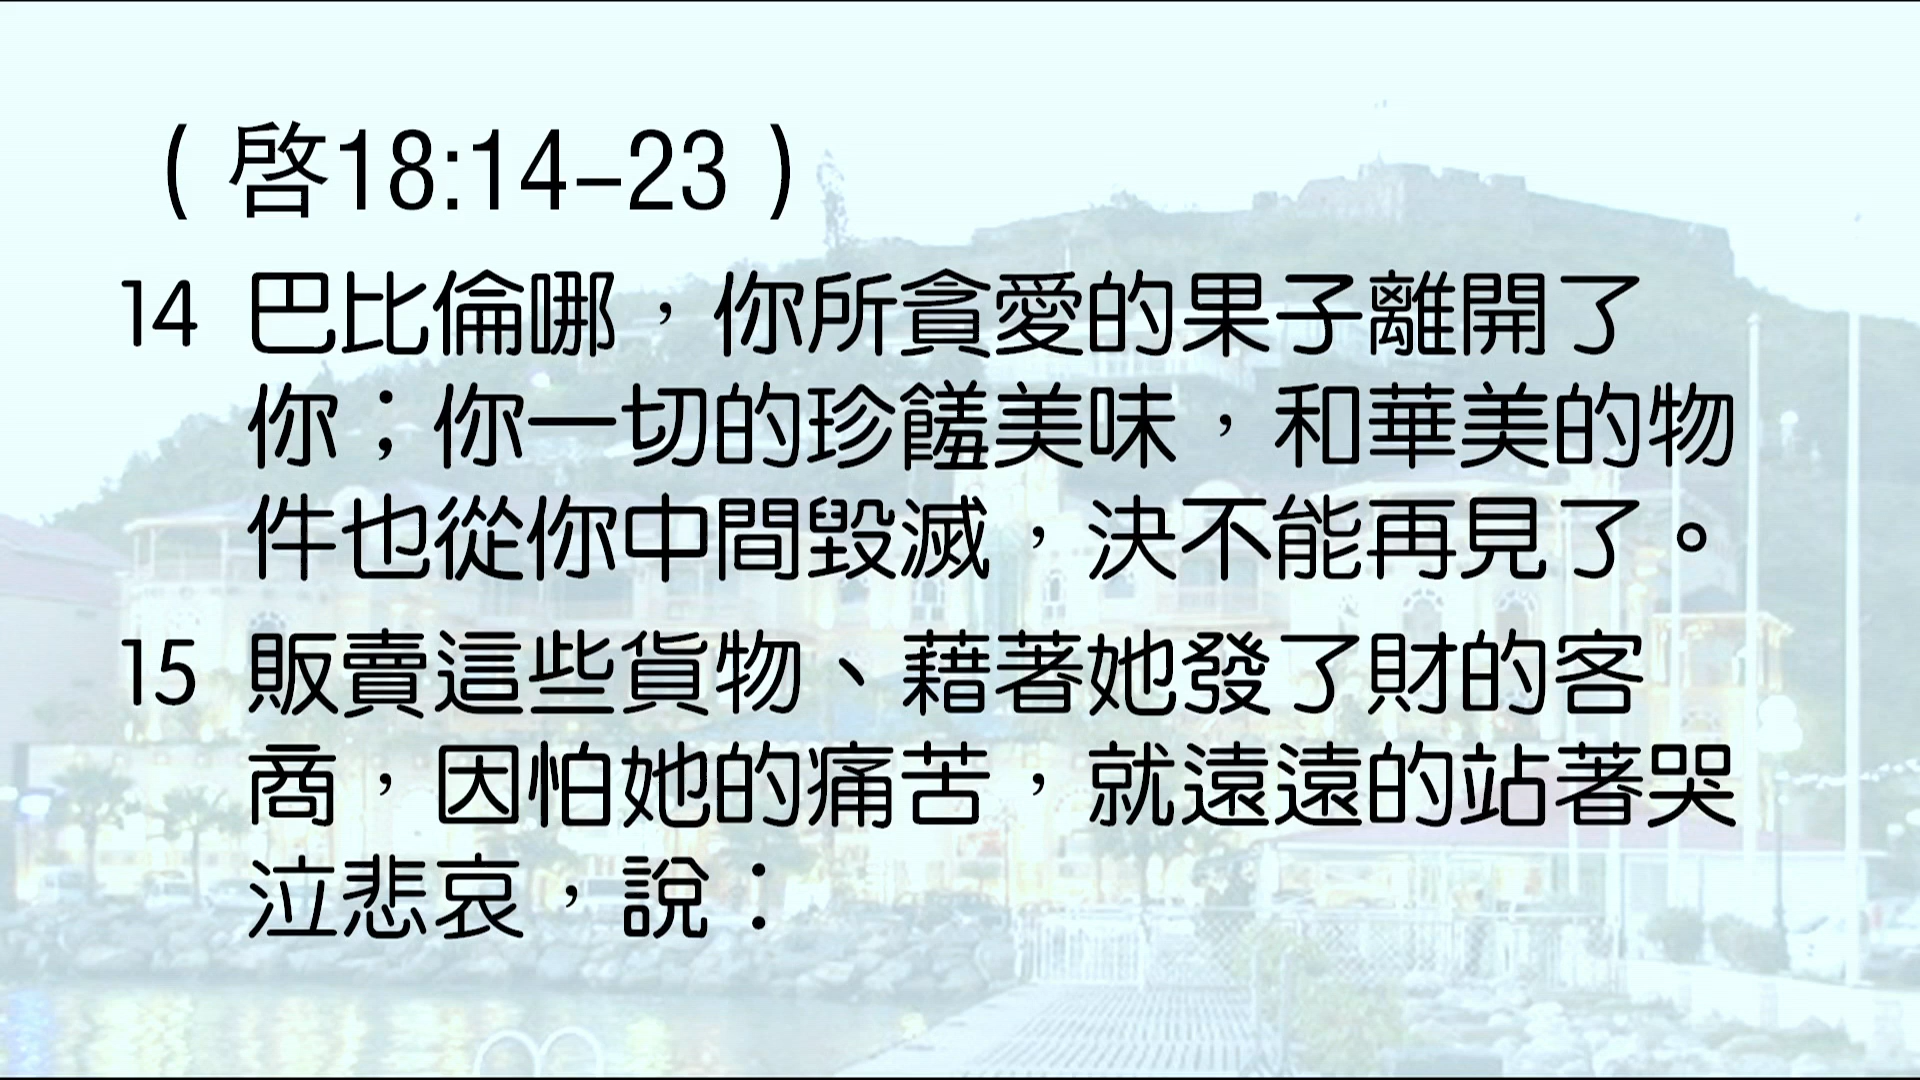 （啓18:14-23）
14 巴比倫哪，你所貪愛的果子離開了
你；你一切的珍饈美味，和華美的物
件也從你中間毀滅，決不能再見了。
15 販賣這些貨物、藉著她發了財的客
商，因怕她的痛苦，就遠遠的站著哭
泣悲哀，說：